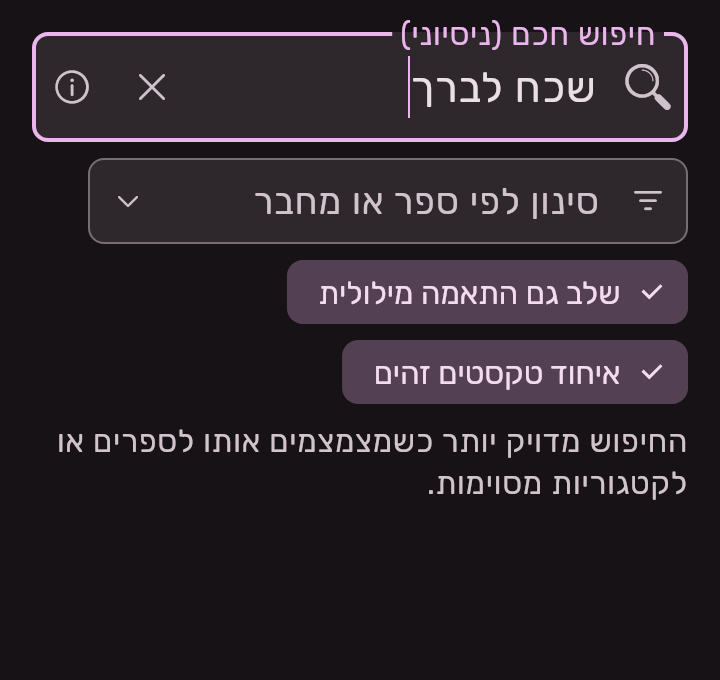 חיפוש חכם (ניסיוני)
שכח לברך
סינון לפי ספר או מחבר
שלב גם התאמה מילולית
איחוד טקסטים זהים
החיפוש מדויק יותר כשמצמצמים אותו לספרים או
לקטגוריות מסוימות.